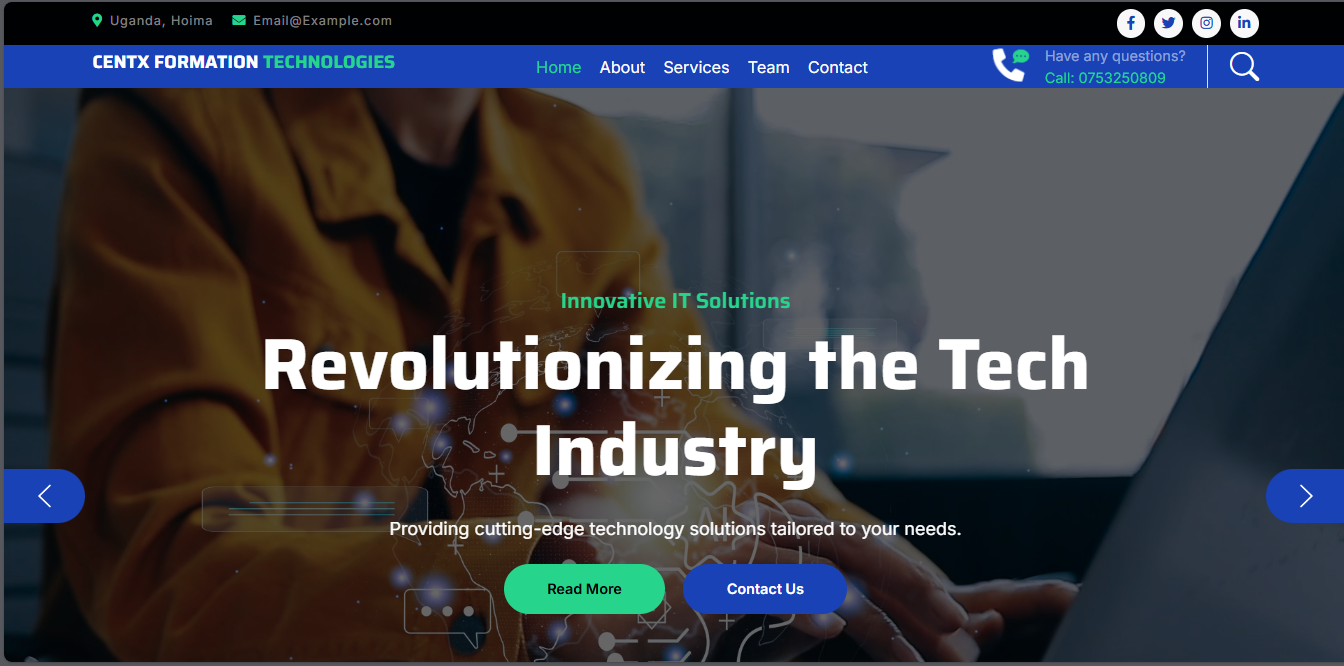 Uganda, Hoima Email@Example.com
CENTX FORMATION TECHNOLOGIES
Home About Services Team Contact
Have any questions?
Call: 0753250809
Innovative IT Solutions
Revolutionizing the Tech
Industry
Providing cutting-edge technology solutions tailored to your needs.
Read More Contact Us
AI